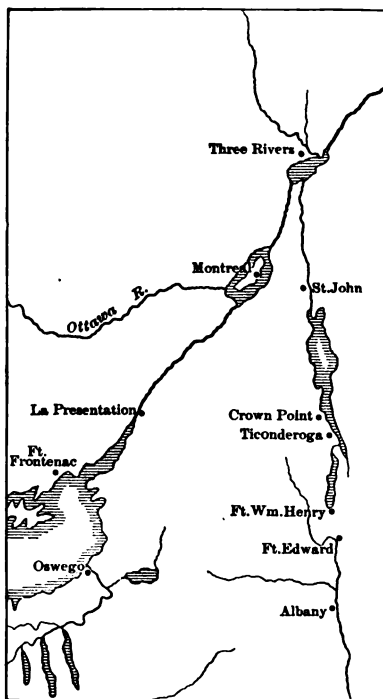 Three Rivers
Montreal
Ottawa R.
St. John
La Presentation
Crown Point
Ticonderoga
Ft.
Frontenac
Ft. Wm. Henry
Ft. Edward
Oswego
Albany